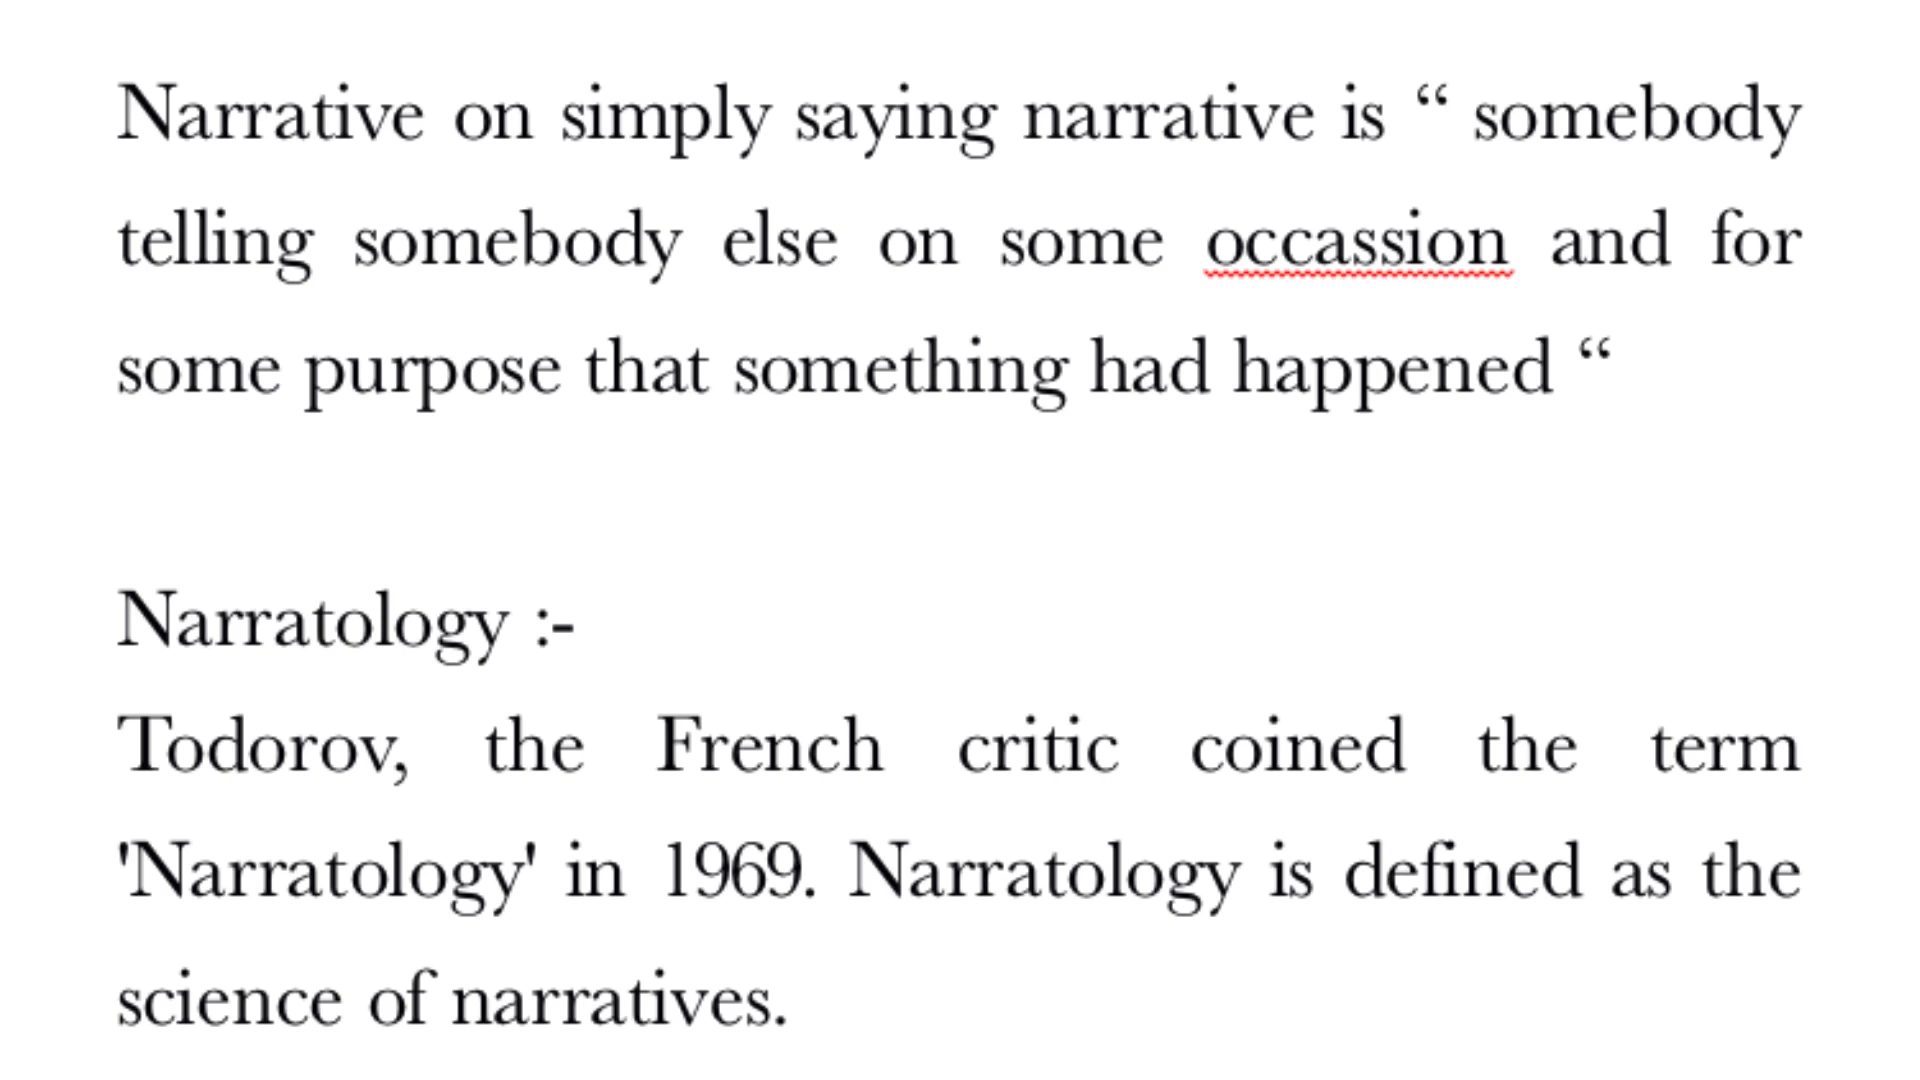 Narrative on simply saying narrative is “ somebody
telling somebody else on some occassion and for
some purpose that something had happened “
Narratology :-
Todorov, the French critic coined the term
'Narratology' in 1969. Narratology is defined as the
science of narratives.